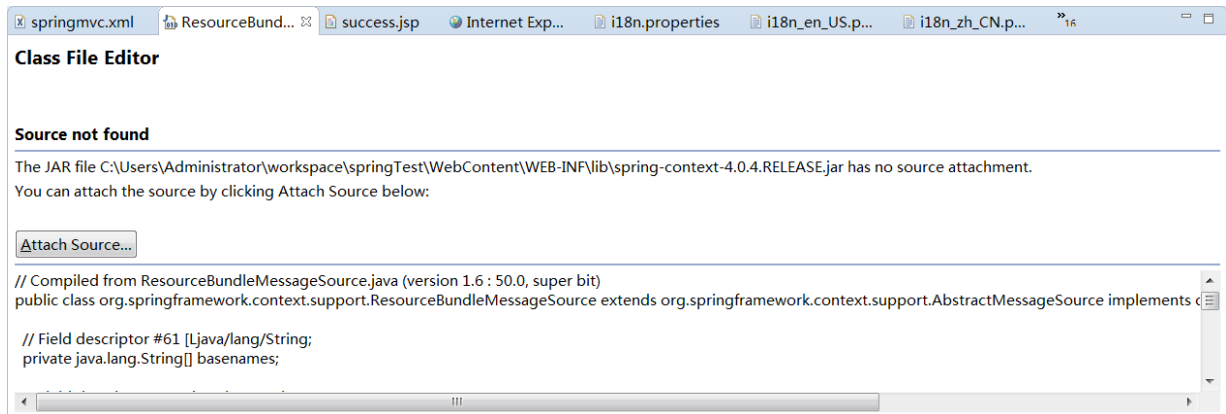 springmvc.xml ResourceBund... success.jsp Internet Exp... i18n.properties i18n_en_US.p... i18n_zh_CN.p... »16
Class File Editor
Source not found
The JAR file C:\Users\Administrator\workspace\springTest\WebContent\WEB-INF\lib\spring-context-4.0.4.RELEASE.jar has no source attachment.
You can attach the source by clicking Attach Source below:
Attach Source...
// Compiled from ResourceBundleMessageSource.java (version 1.6 : 50.0, super bit)
public class org.springframework.context.support.ResourceBundleMessageSource extends org.springframework.context.support.AbstractMessageSource implements
// Field descriptor #61 [Ljava/lang/String;
private java.lang.String[] basenames;